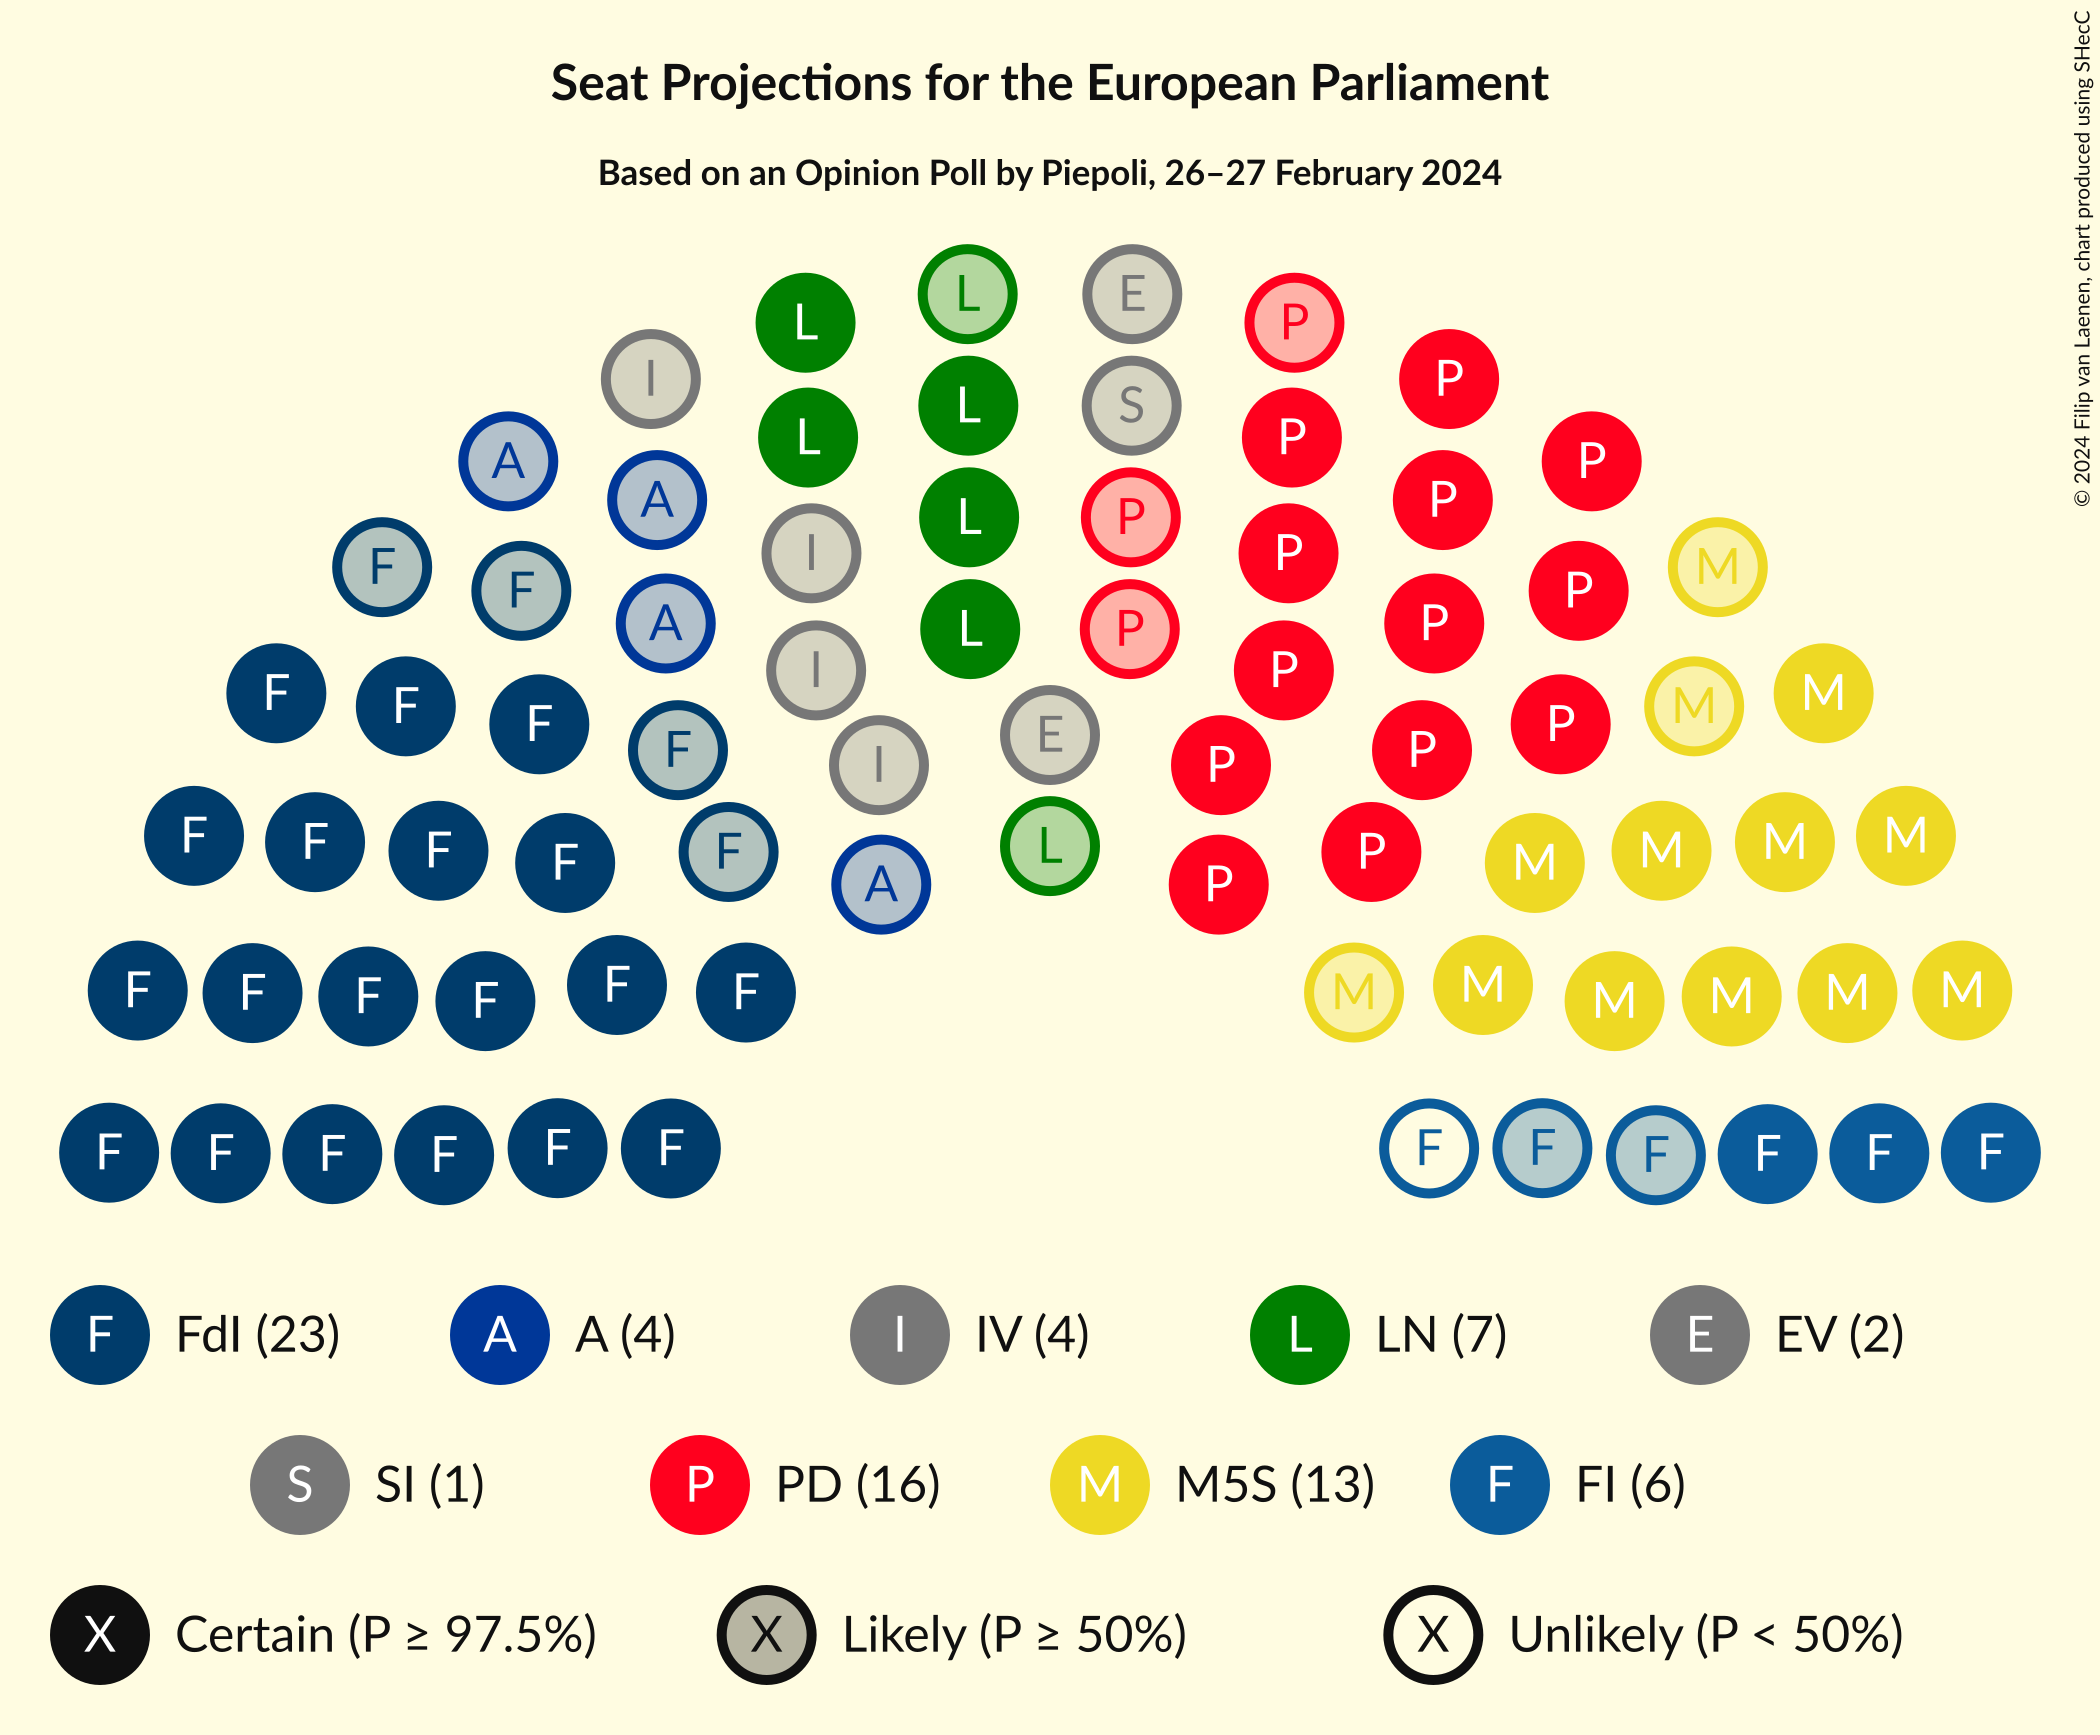 Seat Projections for the European Parliament
Based on an Opinion Poll by Piepoli, 26–27 February 2024
© 2024 Filip van Laenen, chart produced using SHecC
L E
L P
I L S P
L P
A A L P P P
F I P M
F A L P P P
F F F I P P M M
F I E P P P
F A L P P
F F F F M M M M
F F F F F F M M M M M M
F F F F F F F F F F F F
F FdI (23) A A (4) I IV (4) L LN (7) E EV (2)
S SI (1) P PD (16) M M5S (13) F FI (6)
X Certain (P ≥ 97.5%) X Likely (P ≥ 50%) X Unlikely (P < 50%)